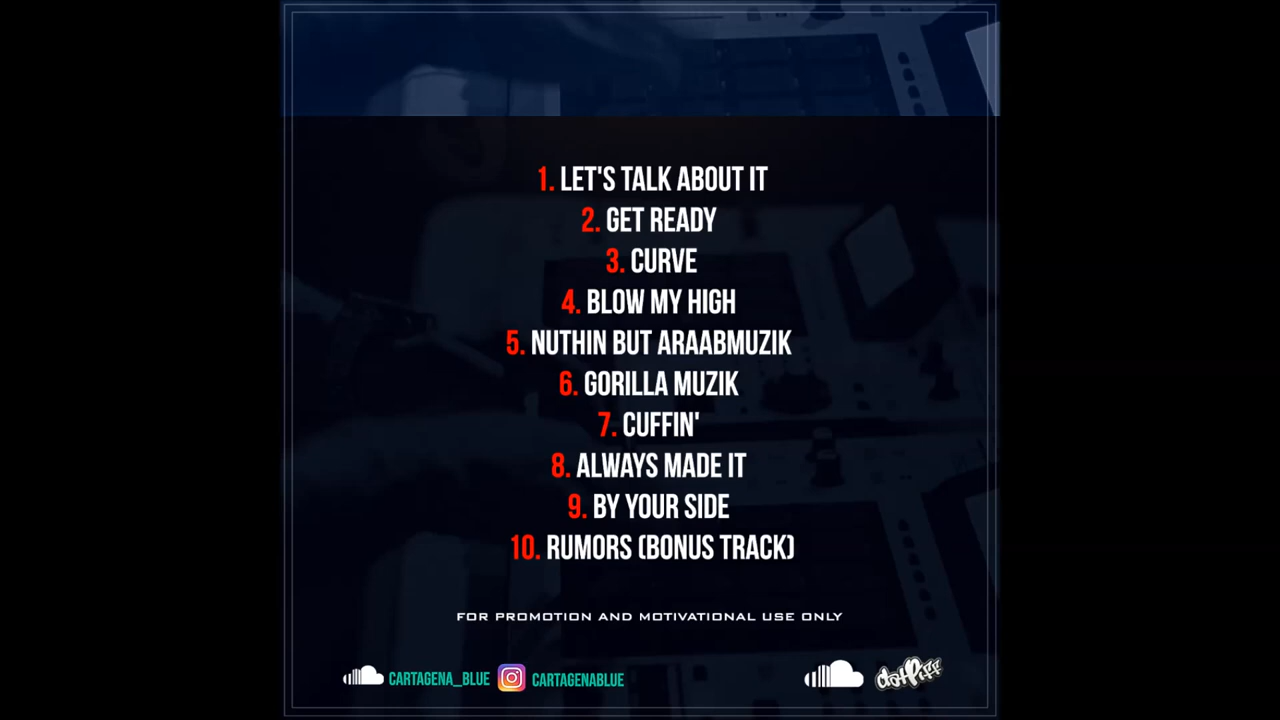 1. LET'S TALK ABOUT IT
2. GET READY
3. CURVE
4. BLOW MY HIGH
5. NUTHIN BUT ARAABMUZIK
6. GORILLA MUZIK
7. CUFFIN'
8. ALWAYS MADE IT
9. BY YOUR SIDE
10. RUMORS (BONUS TRACK)
FOR PROMOTION AND MOTIVATIONAL USE ONLY
CARTAGENA_BLUE CARTAGENABLUE datPiff